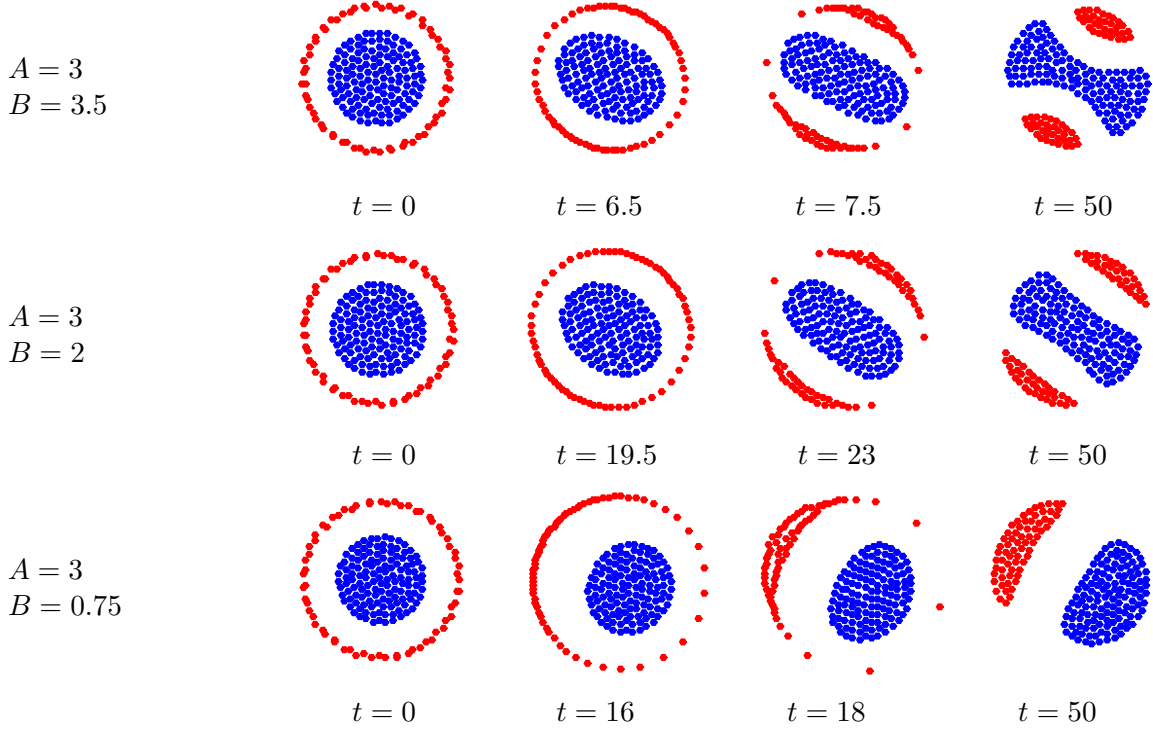 A = 3
B = 3.5
t = 0
t = 6.5
t = 7.5
t = 50
A = 3
B = 2
t = 0
t = 19.5
t = 23
t = 50
A = 3
B = 0.75
t = 0
t = 16
t = 18
t = 50